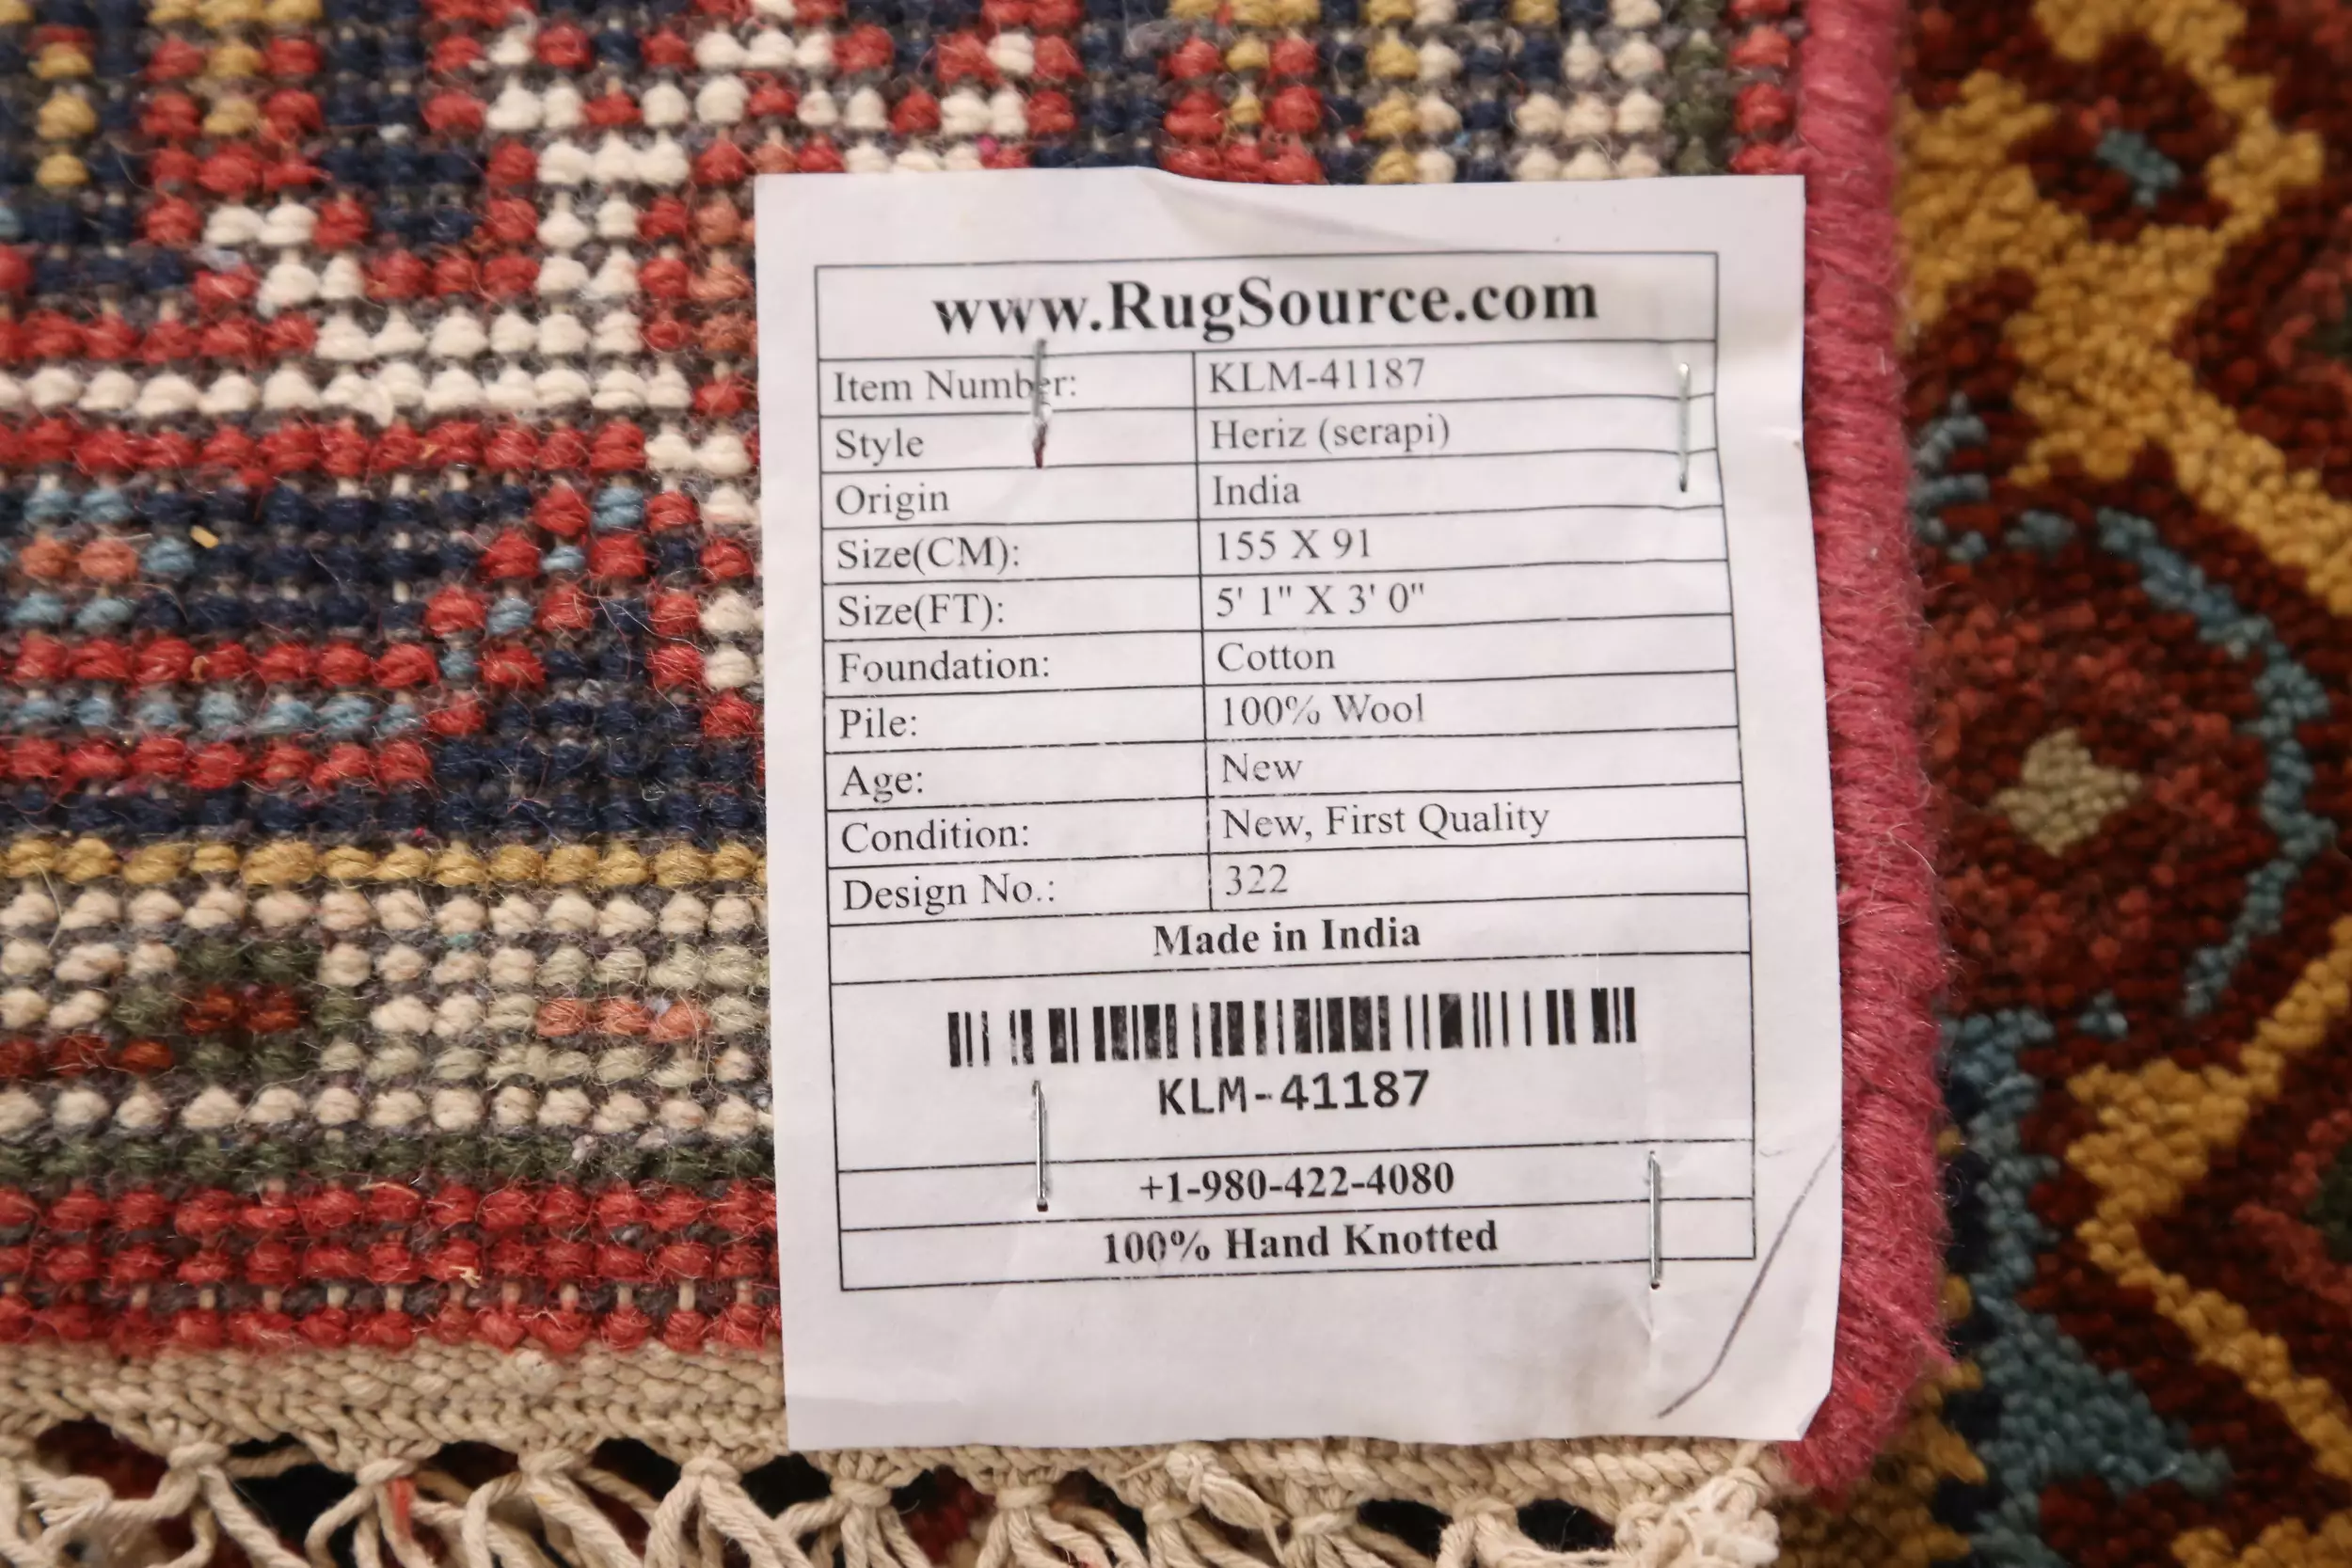 www.RugSource.com
Item Number: KLM-41187
Style Heriz (serapi)
Origin India
Size(CM): 155 X 91
Size(FT): 5' 1" X 3' 0"
Foundation: Cotton
Pile: 100% Wool
Age: New
Condition: New, First Quality
Design No.: 322
Made in India
KLM-41187
+1-980-422-4080
100% Hand Knotted